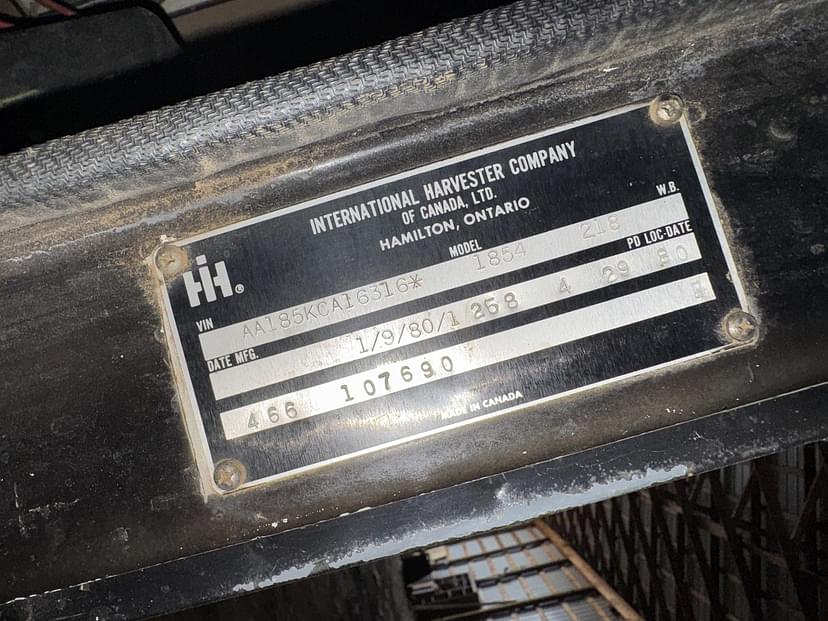 INTERNATIONAL HARVESTER COMPANY
OF CANADA, LTD.
HAMILTON, ONTARIO
IH®
VIN MODEL W.B.
AA185KCA16316* 1854 218
DATE MFG. PD LOC-DATE
1/9/80/1 268 4 29 80
466 107690
MADE IN CANADA